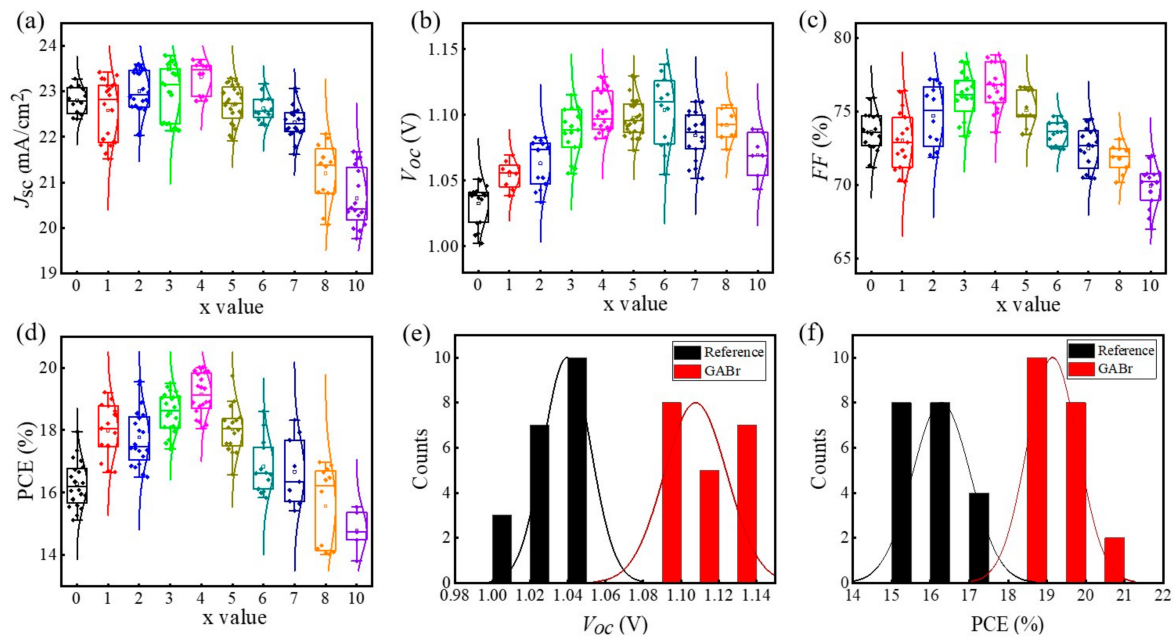 (a)
24
23
22
21
20
19
Jsc (mA/cm²)
0 1 2 3 4 5 6 7 8 10
x value
(b)
1.15
1.10
1.05
1.00
Voc (V)
0 1 2 3 4 5 6 7 8 10
x value
(c)
80
75
70
65
FF (%)
0 1 2 3 4 5 6 7 8 10
x value
(d)
20
18
16
14
PCE (%)
0 1 2 3 4 5 6 7 8 10
x value
(e)
Reference
GABr
10
8
6
4
2
0
Counts
0.98 1.00 1.02 1.04 1.06 1.08 1.10 1.12 1.14
Voc (V)
(f)
Reference
GABr
10
8
6
4
2
0
Counts
14 15 16 17 18 19 20 21 22
PCE (%)